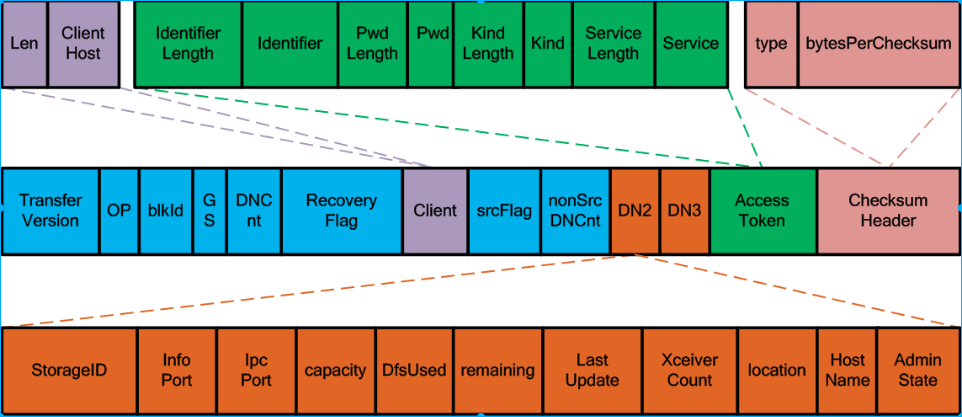 Len
Client
Host
Identifier
Length
Identifier
Pwd
Length
Pwd
Kind
Length
Kind
Service
Length
Service
type
bytesPerChecksum
Transfer
Version
OP
blkId
G
S
DNC
nt
Recovery
Flag
Client
srcFlag
nonSrc
DNCnt
DN2
DN3
Access
Token
Checksum
Header
StorageID
Info
Port
Ipc
Port
capacity
DfsUsed
remaining
Last
Update
Xceiver
Count
location
Host
Name
Admin
State